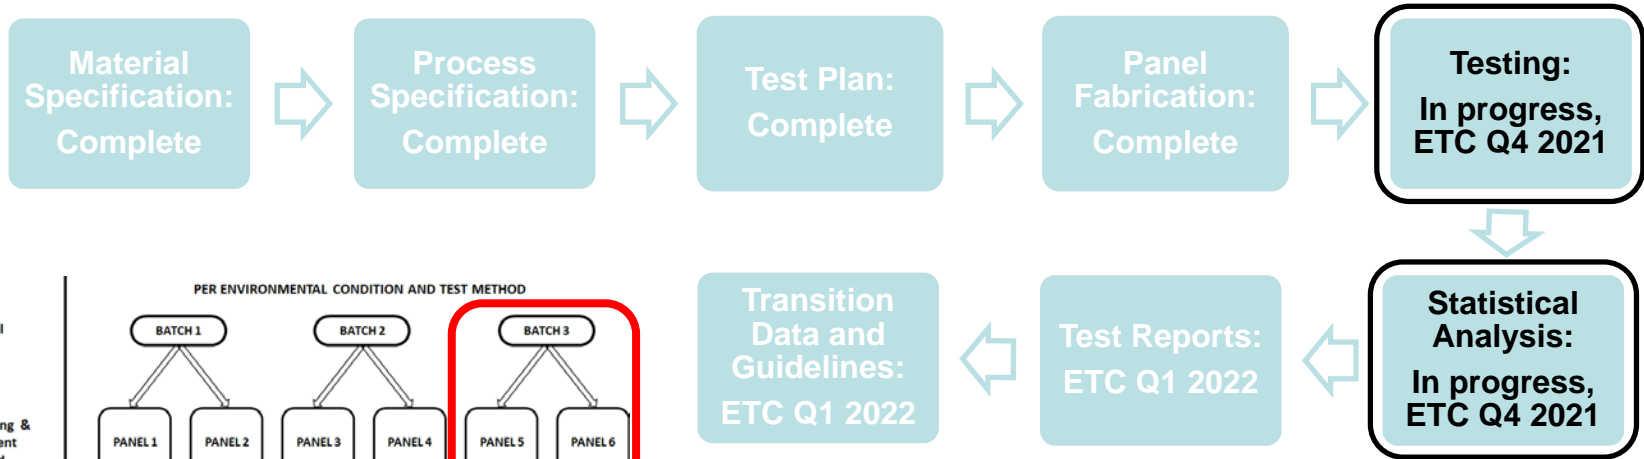 Material
Specification:
Complete
Process
Specification:
Complete
Test Plan:
Complete
Panel
Fabrication:
Complete
Testing:
In progress,
ETC Q4 2021
Statistical
Analysis:
In progress,
ETC Q4 2021
Test Reports:
ETC Q1 2022
Transition
Data and
Guidelines:
ETC Q1 2022
PER ENVIRONMENTAL CONDITION AND TEST METHOD
BATCH 1
BATCH 2
BATCH 3
PANEL 1
PANEL 2
PANEL 3
PANEL 4
PANEL 5
PANEL 6